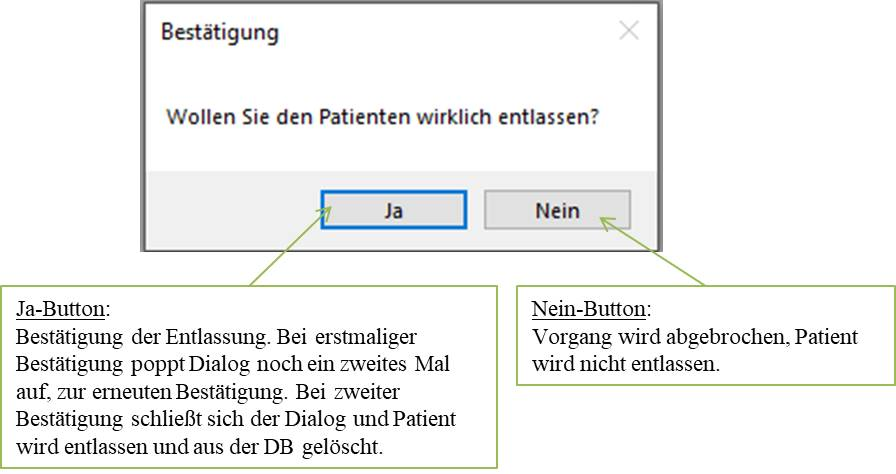 Bestätigung
Wollen Sie den Patienten wirklich entlassen?
Ja
Nein
Ja-Button:
Bestätigung der Entlassung. Bei erstmaliger
Bestätigung poppt Dialog noch ein zweites Mal
auf, zur erneuten Bestätigung. Bei zweiter
Bestätigung schließt sich der Dialog und Patient
wird entlassen und aus der DB gelöscht.
Nein-Button:
Vorgang wird abgebrochen, Patient
wird nicht entlassen.